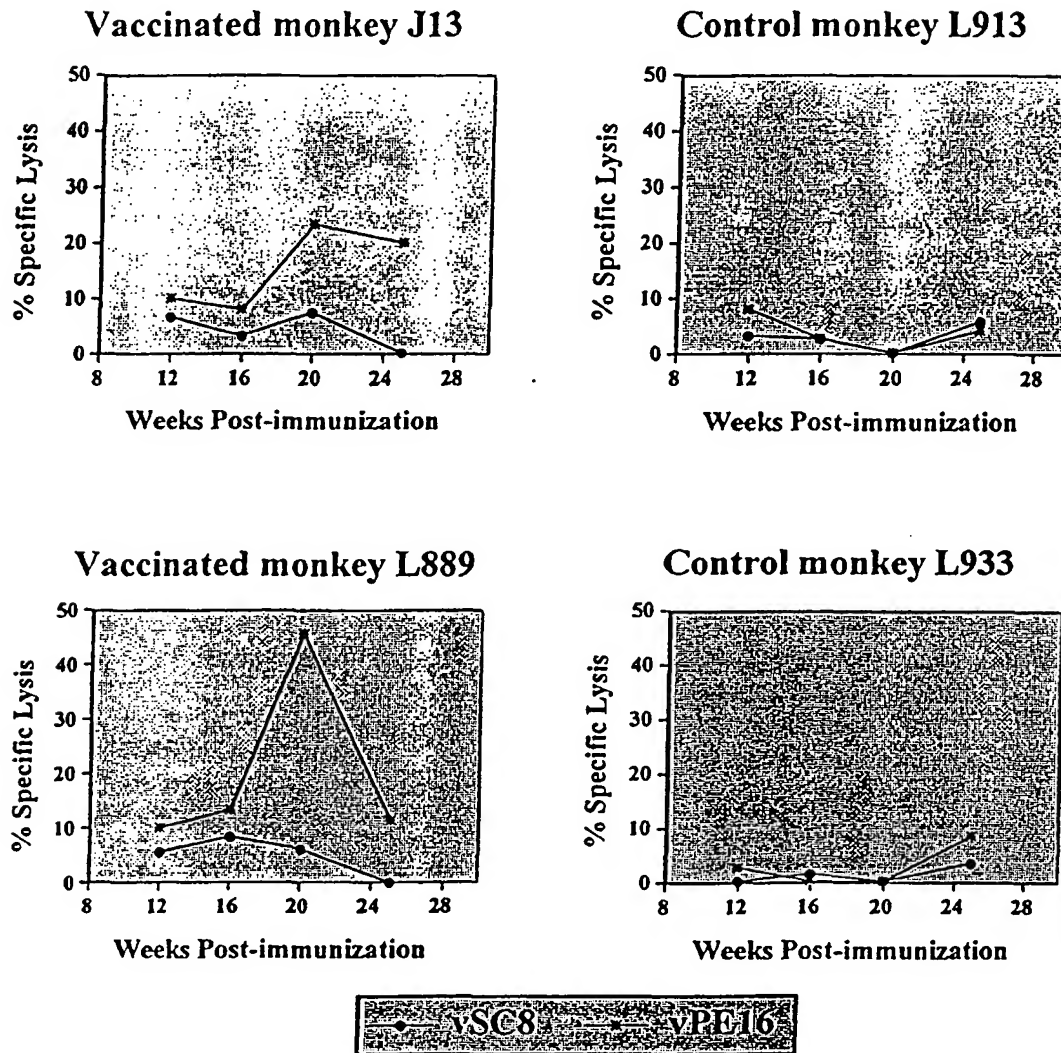 Vaccinated monkey J13
Control monkey L913
50
40
30
20
10
0
% Specific Lysis
8 12 16 20 24 28
Weeks Post-immunization
50
40
30
20
10
0
% Specific Lysis
8 12 16 20 24 28
Weeks Post-immunization
Vaccinated monkey L889
Control monkey L933
50
40
30
20
10
0
% Specific Lysis
8 12 16 20 24 28
Weeks Post-immunization
50
40
30
20
10
0
% Specific Lysis
8 12 16 20 24 28
Weeks Post-immunization
vSC8 vPE16